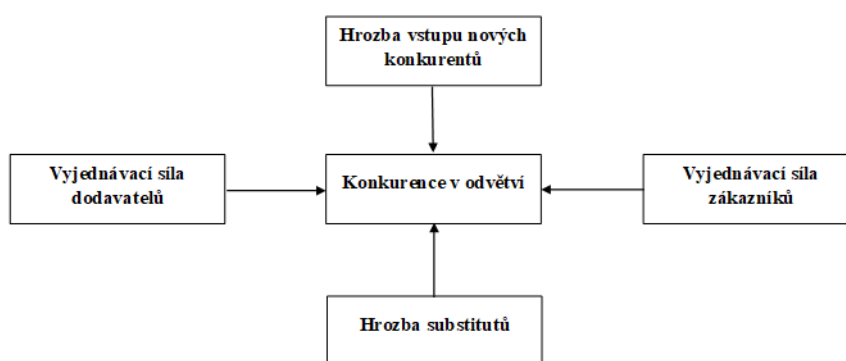 Hrozba vstupu nových
konkurentů
Vyjednávací síla
dodavatelů
Konkurence v odvětví
Vyjednávací síla
zákazníků
Hrozba substitutů